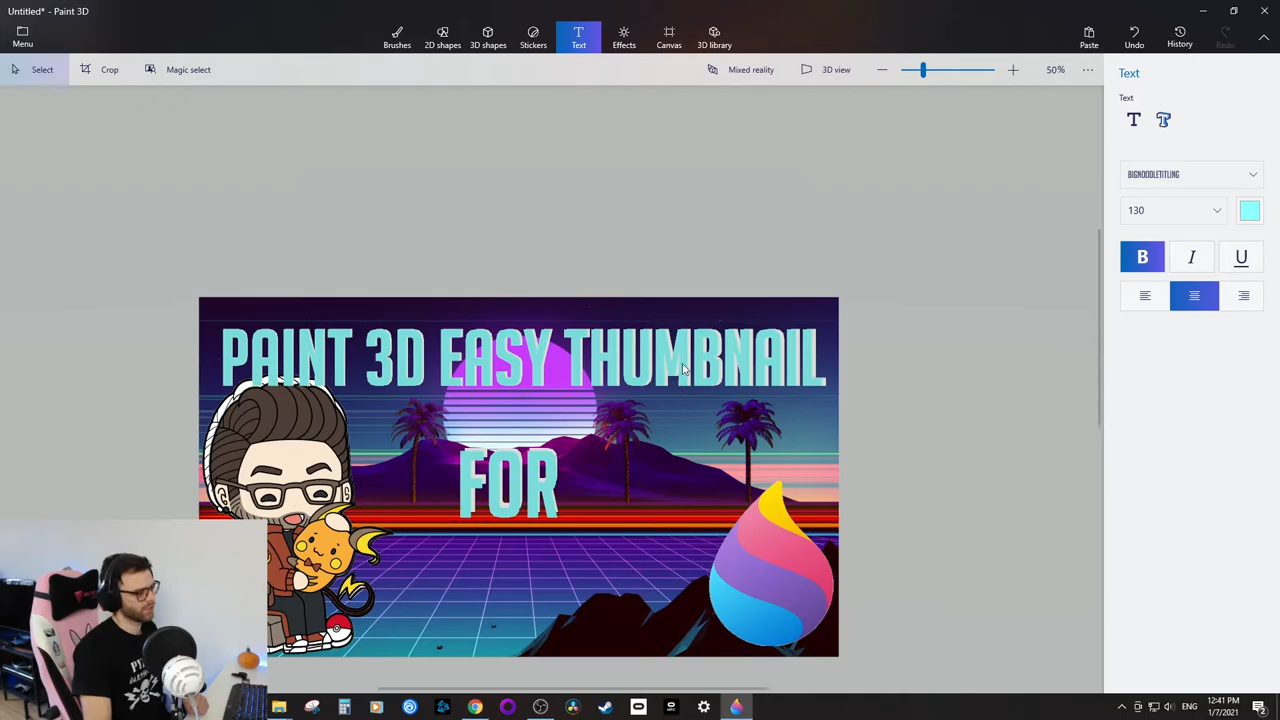 Untitled* - Paint 3D
Menu
Brushes
2D shapes
3D shapes
Stickers
Text
Effects
Canvas
3D library
Paste
Undo
History
Redo
Select
Crop
Magic select
Mixed reality
3D view
50%
Text
Text
BIGNOODLETITLING
130
B
I
U
PAINT 3D EASY THUMBNAIL
FOR
ENG
12:41 PM
1/7/2021